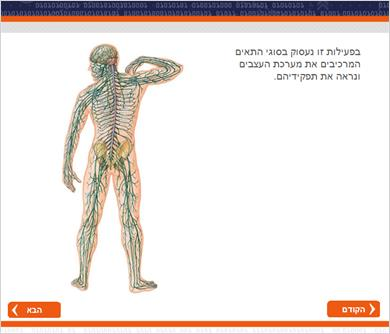 בפעילות זו נעסוק בסוגי התאים
המרכיבים את מערכת העצבים
ונראה את תפקידיהם.
הקודם
הבא